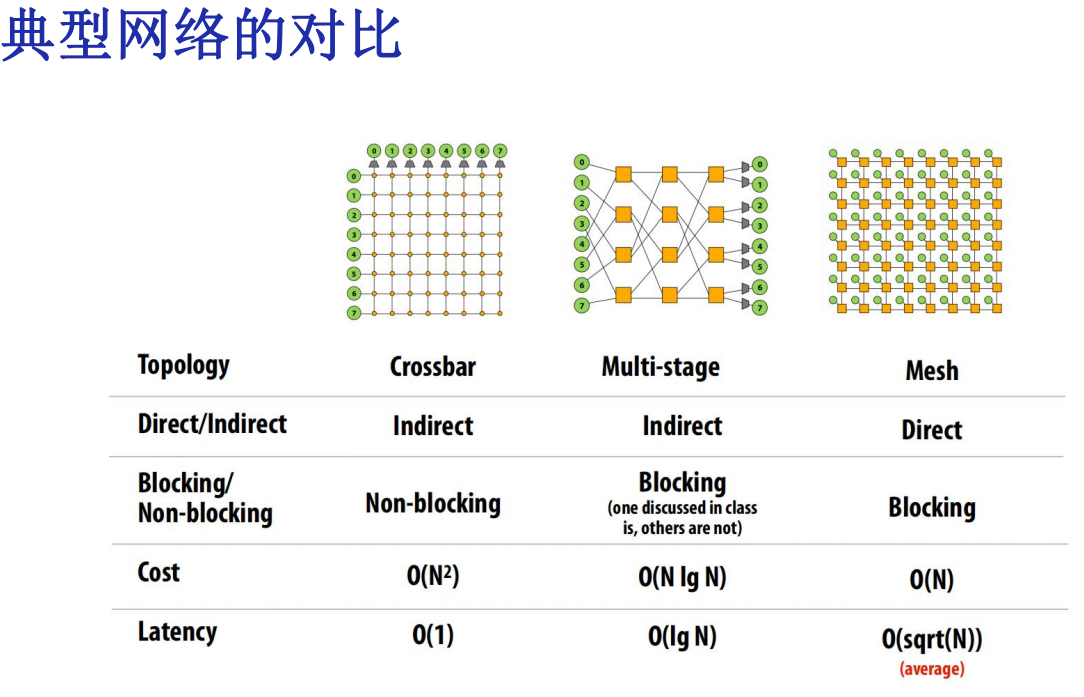 典型网络的对比
0 1 2 3 4 5 6 7
0
1
2
3
4
5
6
7
0
1
2
3
4
5
6
7
0
1
2
3
4
5
6
7
Topology Crossbar Multi-stage Mesh
Direct/Indirect Indirect Indirect Direct
Blocking/
Non-blocking Non-blocking Blocking Blocking
(one discussed in class
is, others are not)
Cost O(N²) O(N lg N) O(N)
Latency O(1) O(lg N) O(sqrt(N))
(average)